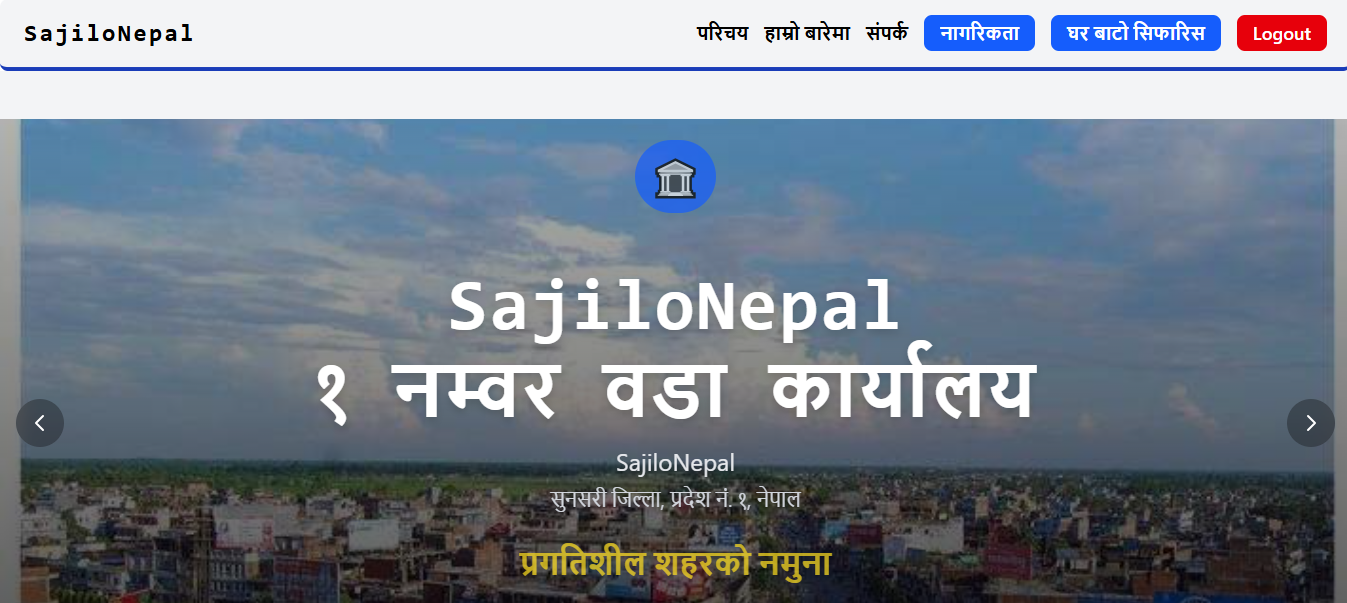 SajiloNepal
परिचय हाम्रो बारेमा संपर्क नागरिकता घर बाटो सिफारिस Logout
SajiloNepal
१ नम्वर वडा कार्यालय
SajiloNepal
सुनसरी जिल्ला, प्रदेश नं. १, नेपाल
प्रगतिशील शहरको नमुना